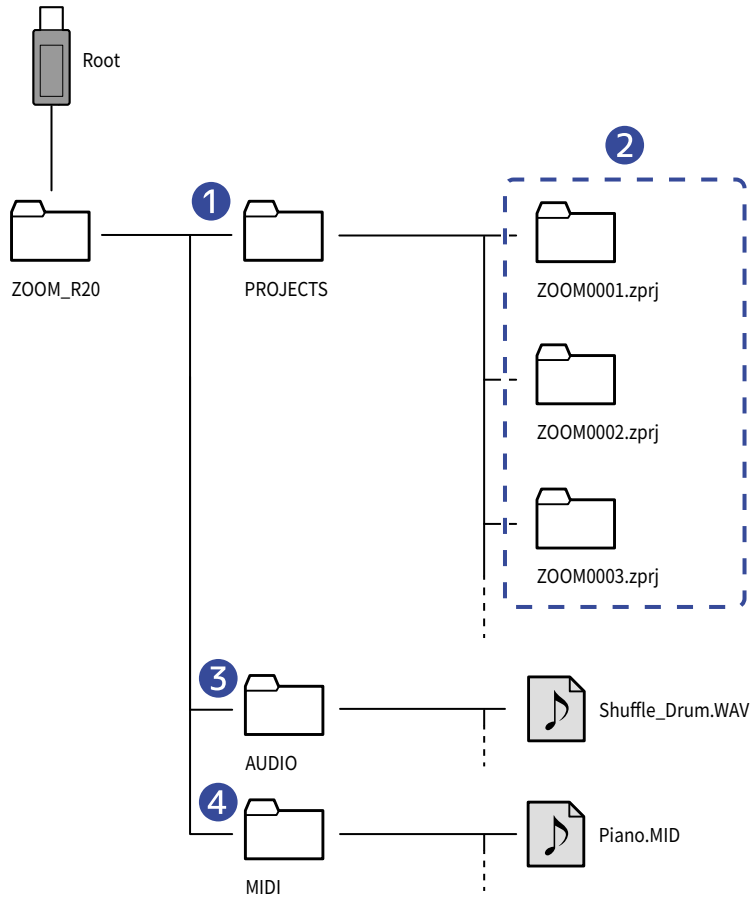 Root
2
1
ZOOM_R20
PROJECTS
ZOOM0001.zprj
ZOOM0002.zprj
ZOOM0003.zprj
3
Shuffle_Drum.WAV
AUDIO
4
Piano.MID
MIDI